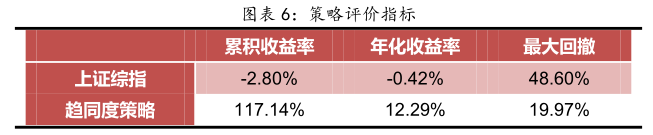 图表 6：策略评价指标
累积收益率 年化收益率 最大回撤
上证综指 -2.80% -0.42% 48.60%
趋同度策略 117.14% 12.29% 19.97%